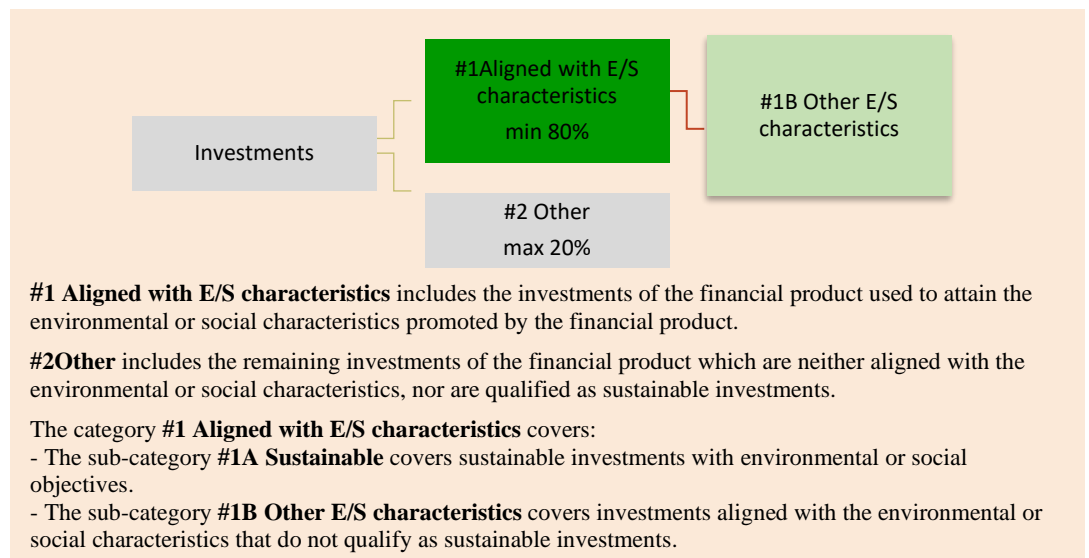 #1Aligned with E/S
characteristics
min 80%
#1B Other E/S
characteristics
Investments
#2 Other
max 20%
#1 Aligned with E/S characteristics includes the investments of the financial product used to attain the
environmental or social characteristics promoted by the financial product.
#2Other includes the remaining investments of the financial product which are neither aligned with the
environmental or social characteristics, nor are qualified as sustainable investments.
The category #1 Aligned with E/S characteristics covers:
- The sub-category #1A Sustainable covers sustainable investments with environmental or social
objectives.
- The sub-category #1B Other E/S characteristics covers investments aligned with the environmental or
social characteristics that do not qualify as sustainable investments.